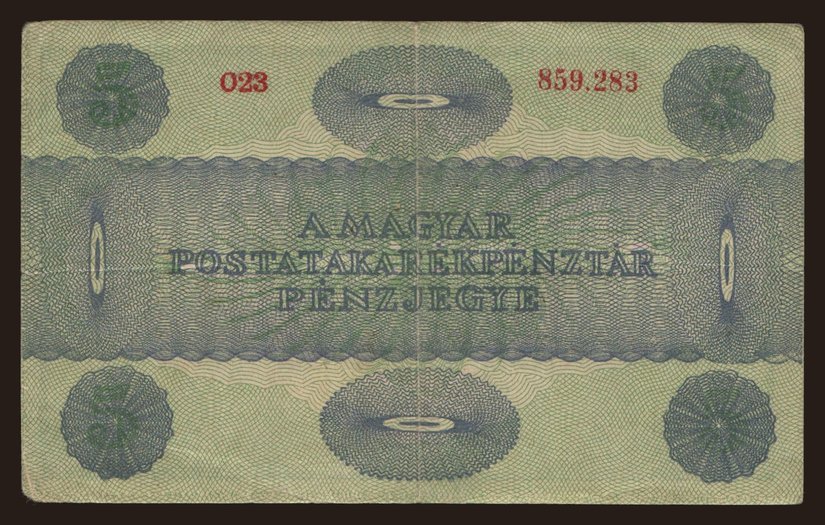 023 859.283
A MAGYAR
POSTATAKARÉKPÉNZTÁR
PÉNZJEGYE